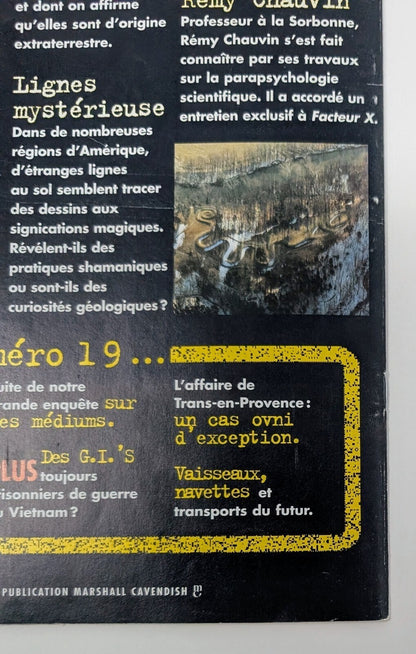 et dont on affirme
qu'elles sont d'origine
extraterrestre.
Lignes
mystérieuse
Dans de nombreuses
régions d'Amérique,
d'étranges lignes
au sol semblent tracer
des dessins aux
signications magiques.
Révèlent-ils des
pratiques shamaniques
ou sont-ils des
curiosités géologiques ?
Rémy Chauvin
Professeur à la Sorbonne,
Rémy Chauvin s'est fait
connaître par ses travaux
sur la parapsychologie
scientifique. Il a accordé un
entretien exclusif à Facteur X.
méro 19...
uite de notre
rande enquête sur
es médiums.
PLUS Des G.I.'S
toujours
risonniers de guerre
u Vietnam ?
L'affaire de
Trans-en-Provence :
un cas ovni
d'exception.
Vaisseaux,
navettes et
transports du futur.
PUBLICATION MARSHALL CAVENDISH